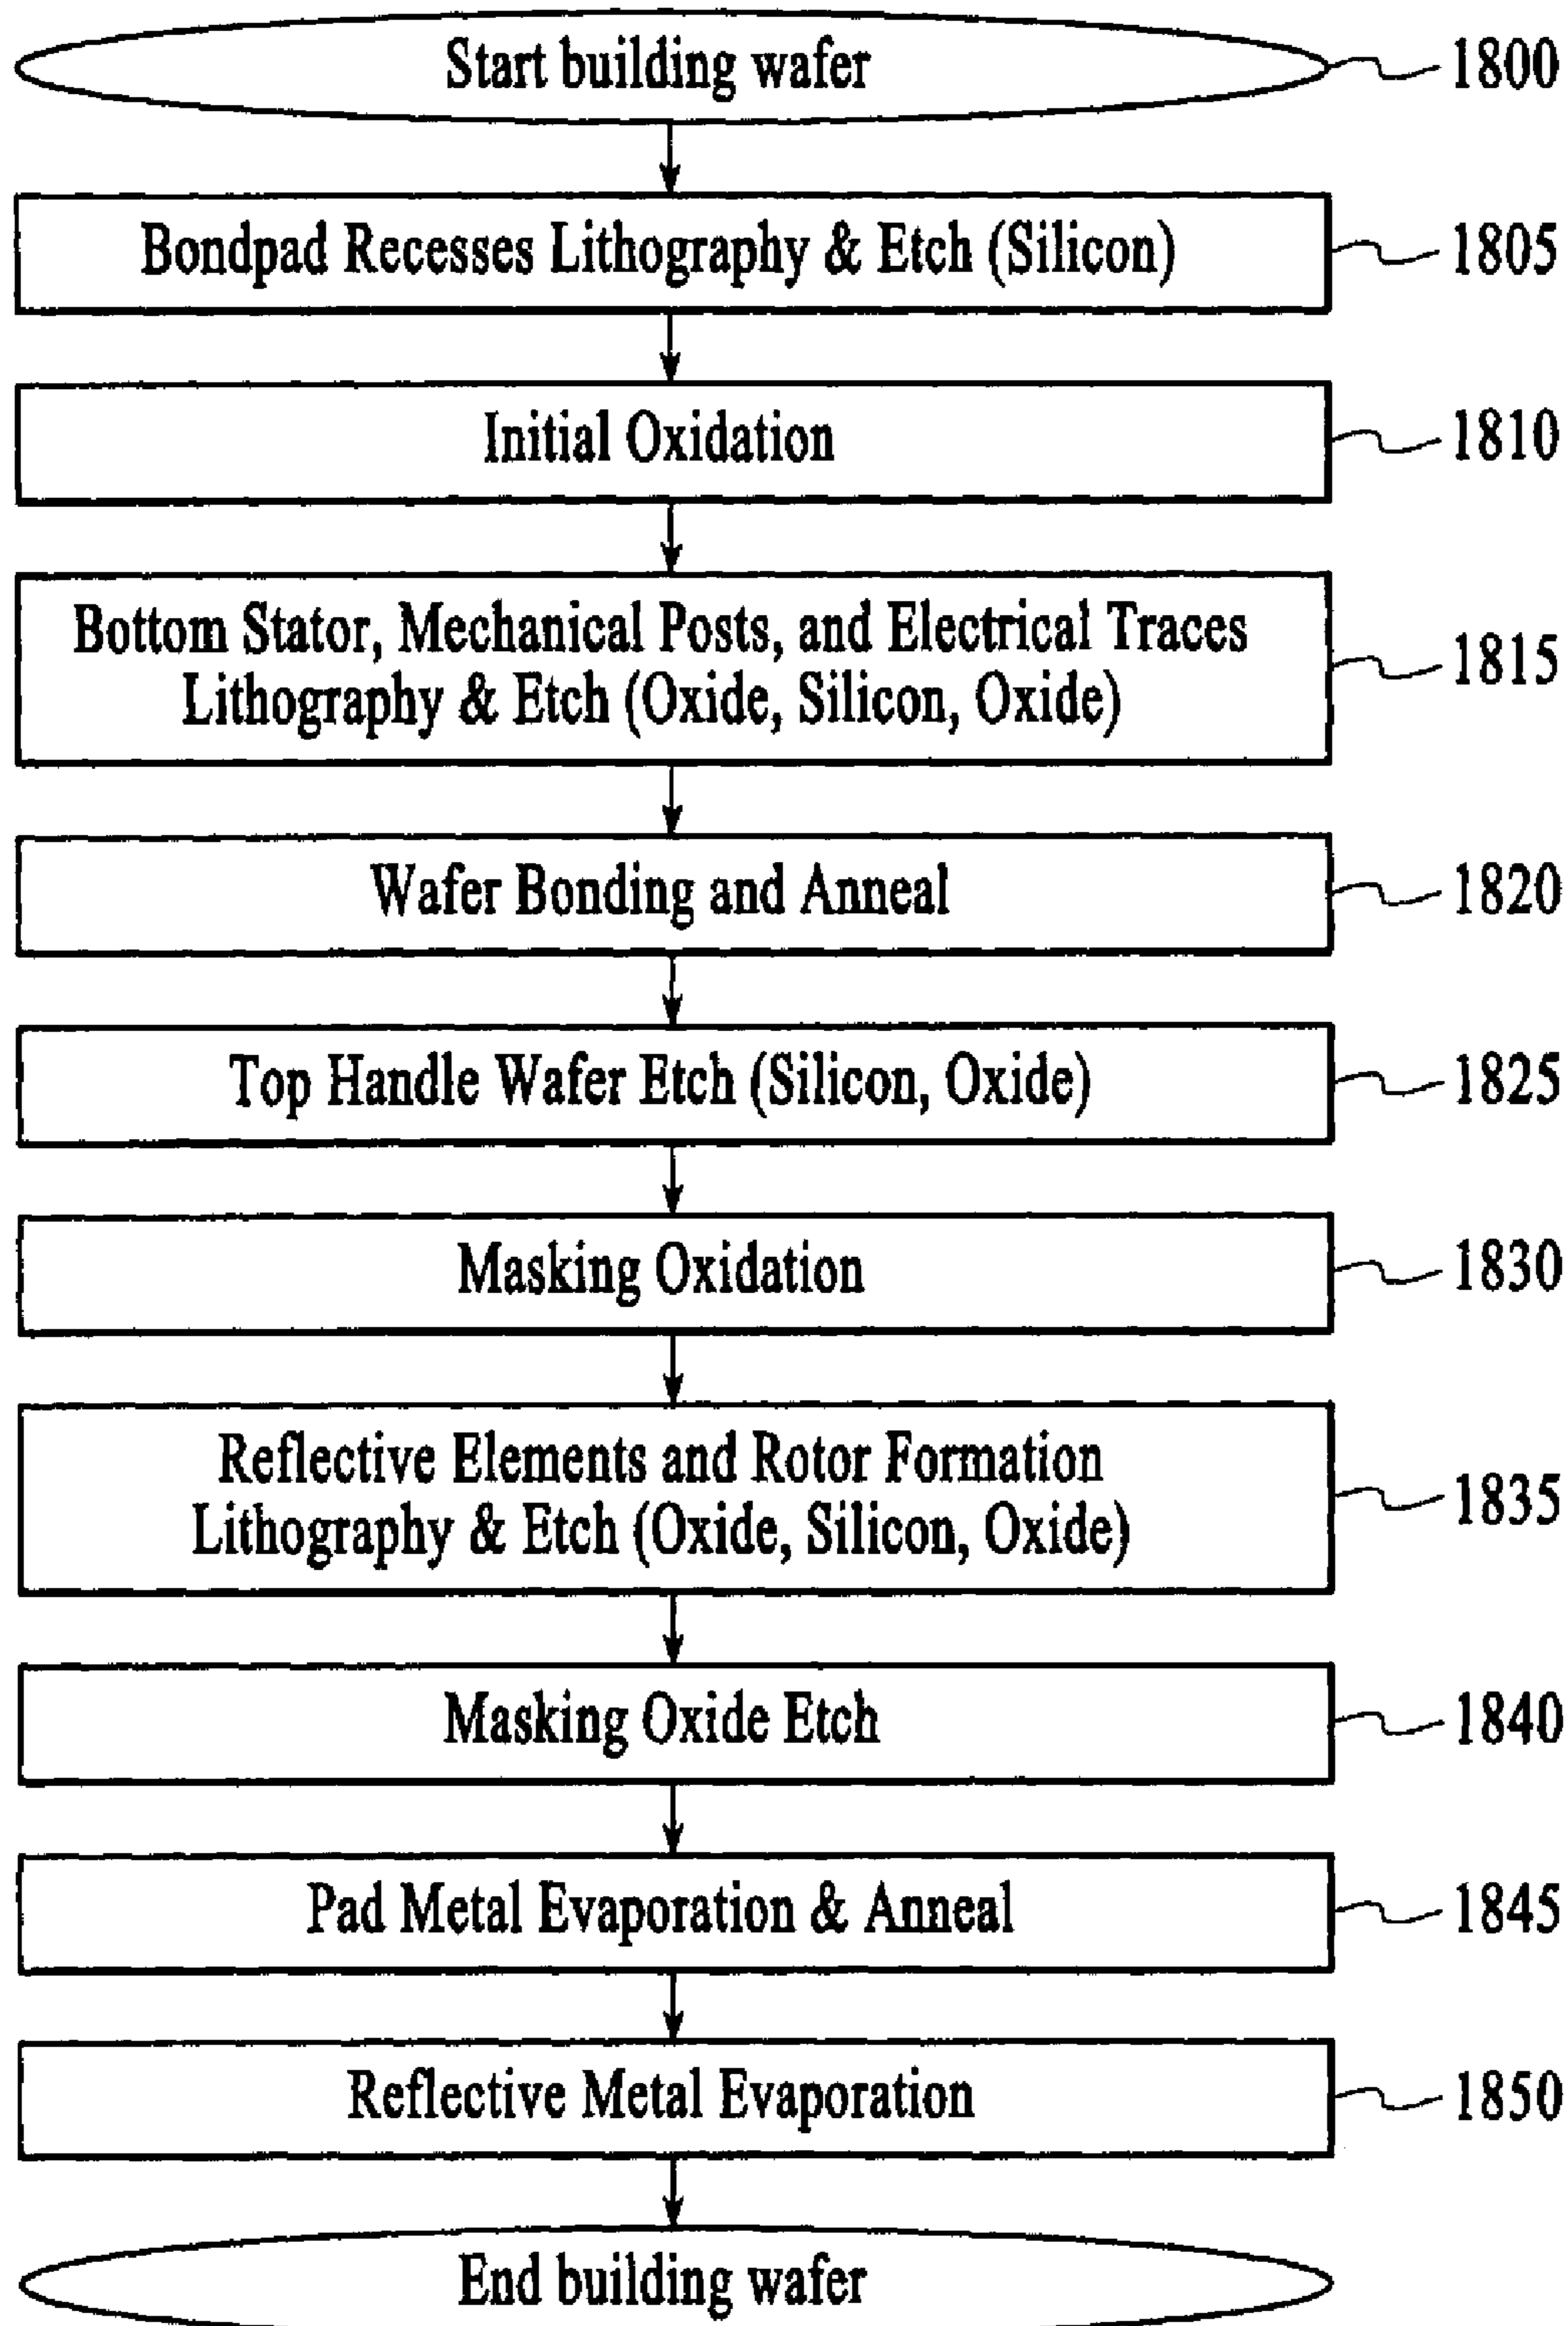 Start building wafer 1800
Bondpad Recesses Lithography & Etch (Silicon) 1805
Initial Oxidation 1810
Bottom Stator, Mechanical Posts, and Electrical Traces
Lithography & Etch (Oxide, Silicon, Oxide) 1815
Wafer Bonding and Anneal 1820
Top Handle Wafer Etch (Silicon, Oxide) 1825
Masking Oxidation 1830
Reflective Elements and Rotor Formation
Lithography & Etch (Oxide, Silicon, Oxide) 1835
Masking Oxide Etch 1840
Pad Metal Evaporation & Anneal 1845
Reflective Metal Evaporation 1850
End building wafer